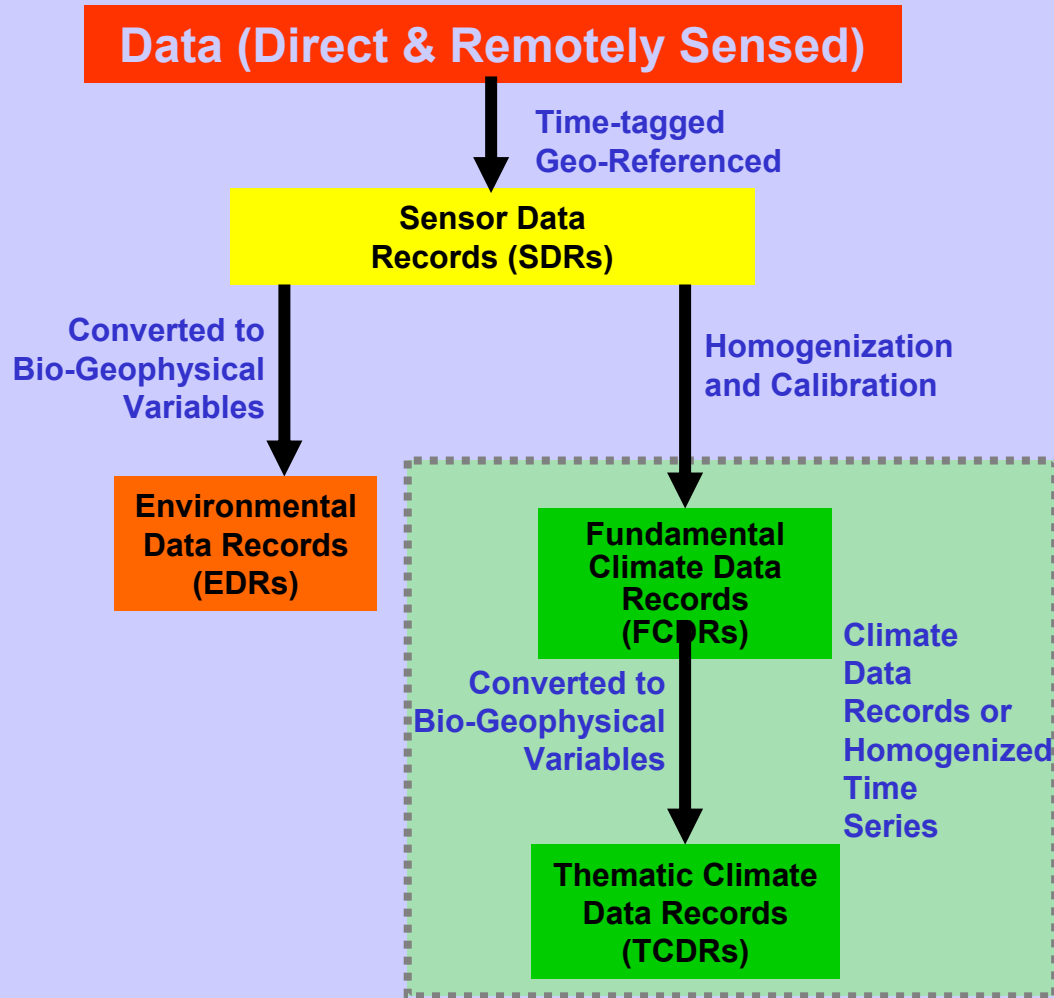 Data (Direct & Remotely Sensed)
Time-tagged
Geo-Referenced
Sensor Data
Records (SDRs)
Converted to
Bio-Geophysical
Variables
Homogenization
and Calibration
Environmental
Data Records
(EDRs)
Fundamental
Climate Data
Records
(FCDRs)
Converted to
Bio-Geophysical
Variables
Climate
Data
Records or
Homogenized
Time
Series
Thematic Climate
Data Records
(TCDRs)